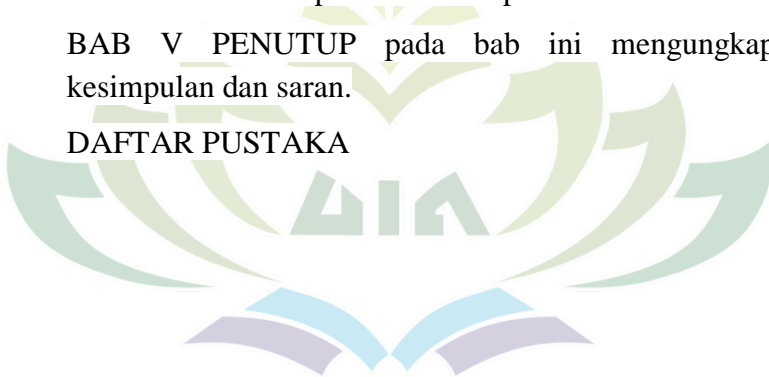 BAB V PENUTUP pada bab ini mengungkap
kesimpulan dan saran.
DAFTAR PUSTAKA